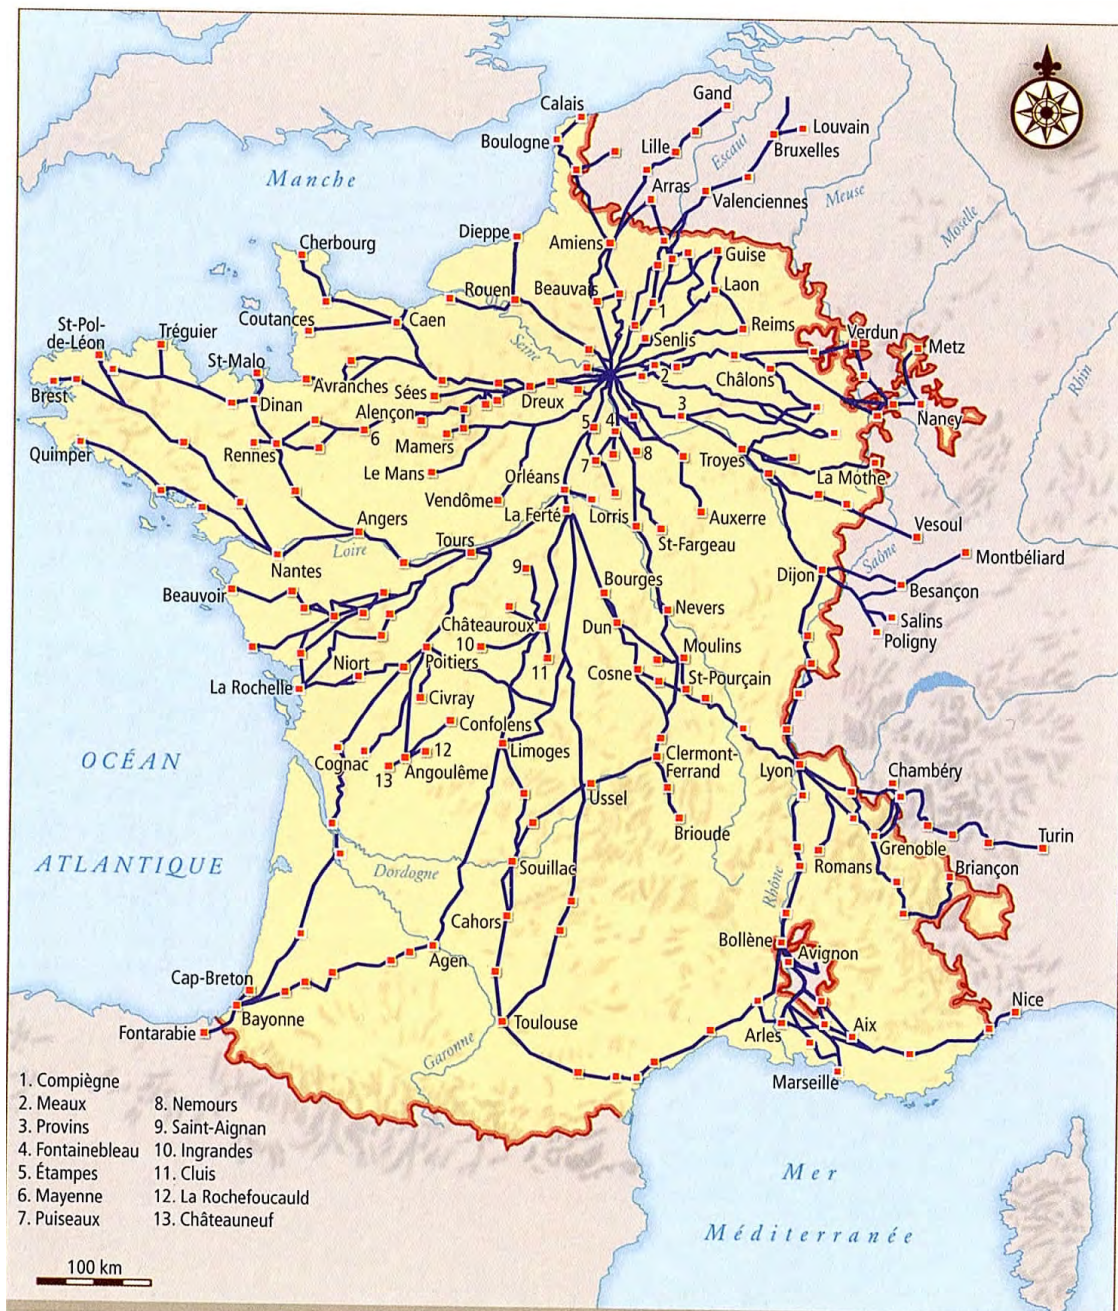 Calais
Gand
Boulogne
Lille
Escaut
Louvain
Bruxelles
Manche
Arras
Valenciennes
Meuse
Moselle
Dieppe
Amiens
Cherbourg
Guise
Rouen
Beauvais
Laon
Coutances
Caen
1
St-Pol-
de-Léon
Tréguier
Seine
Senlis
Reims
Verdun
Metz
St-Malo
Rhin
Brest
Avranches
Sées
Dreux
2
Châlons
Dinan
Alençon
5
4
3
Nancy
6
Mamers
Quimper
Rennes
8
Troyes
Le Mans
7
Orléans
La Mothe
Vendôme
La Ferté
Lorris
Auxerre
Angers
Vesoul
Tours
St-Fargeau
Loire
Saône
Montbéliard
Nantes
9
Dijon
Beauvoir
Bourges
Besançon
Nevers
Châteauroux
Dun
Salins
10
Poligny
Niort
Poitiers
11
Cosne
Moulins
La Rochelle
St-Pourçain
Civray
Confolens
OCÉAN
12
Limoges
Cognac
13
Angoulême
Clermont-
Ferrand
Lyon
Chambéry
Ussel
Brioude
Turin
ATLANTIQUE
Grenoble
Dordogne
Souillac
Romans
Briançon
Rhône
Cahors
Bollène
Avignon
Agen
Cap-Breton
Nice
Bayonne
Fontarabie
Toulouse
Arles
Aix
Garonne
Marseille
1. Compiègne
2. Meaux
3. Provins
4. Fontainebleau
5. Étampes
6. Mayenne
7. Puiseaux
8. Nemours
9. Saint-Aignan
10. Ingrandes
11. Cluis
12. La Rochefoucauld
13. Châteauneuf
Mer
Méditerranée
100 km